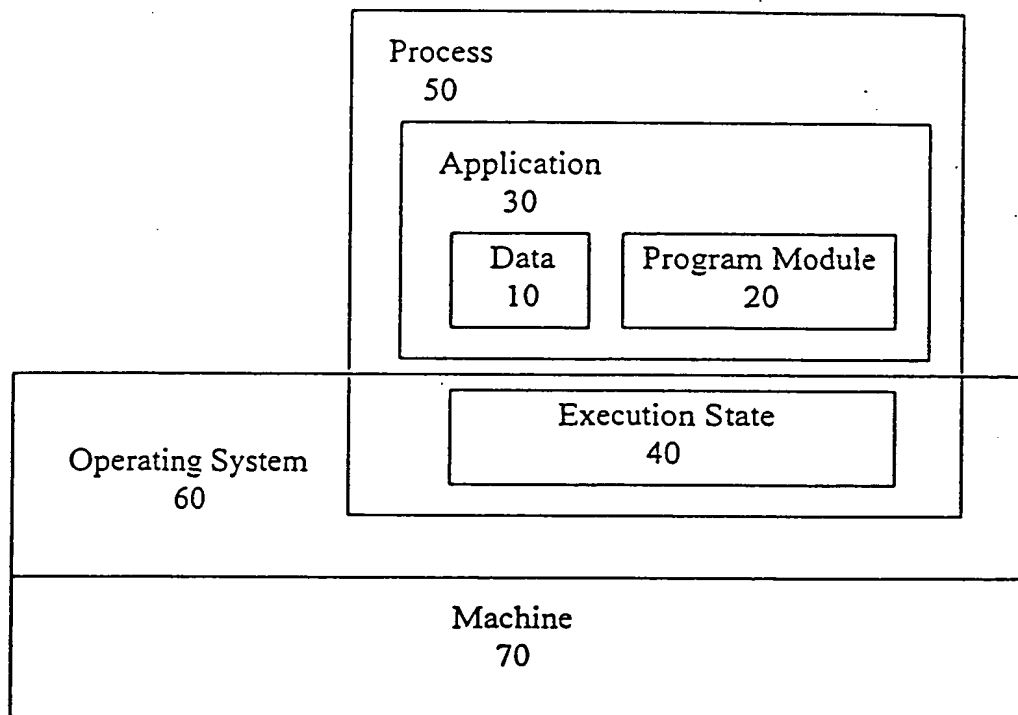 Process
50
Application
30
Data
10
Program Module
20
Execution State
40
Operating System
60
Machine
70